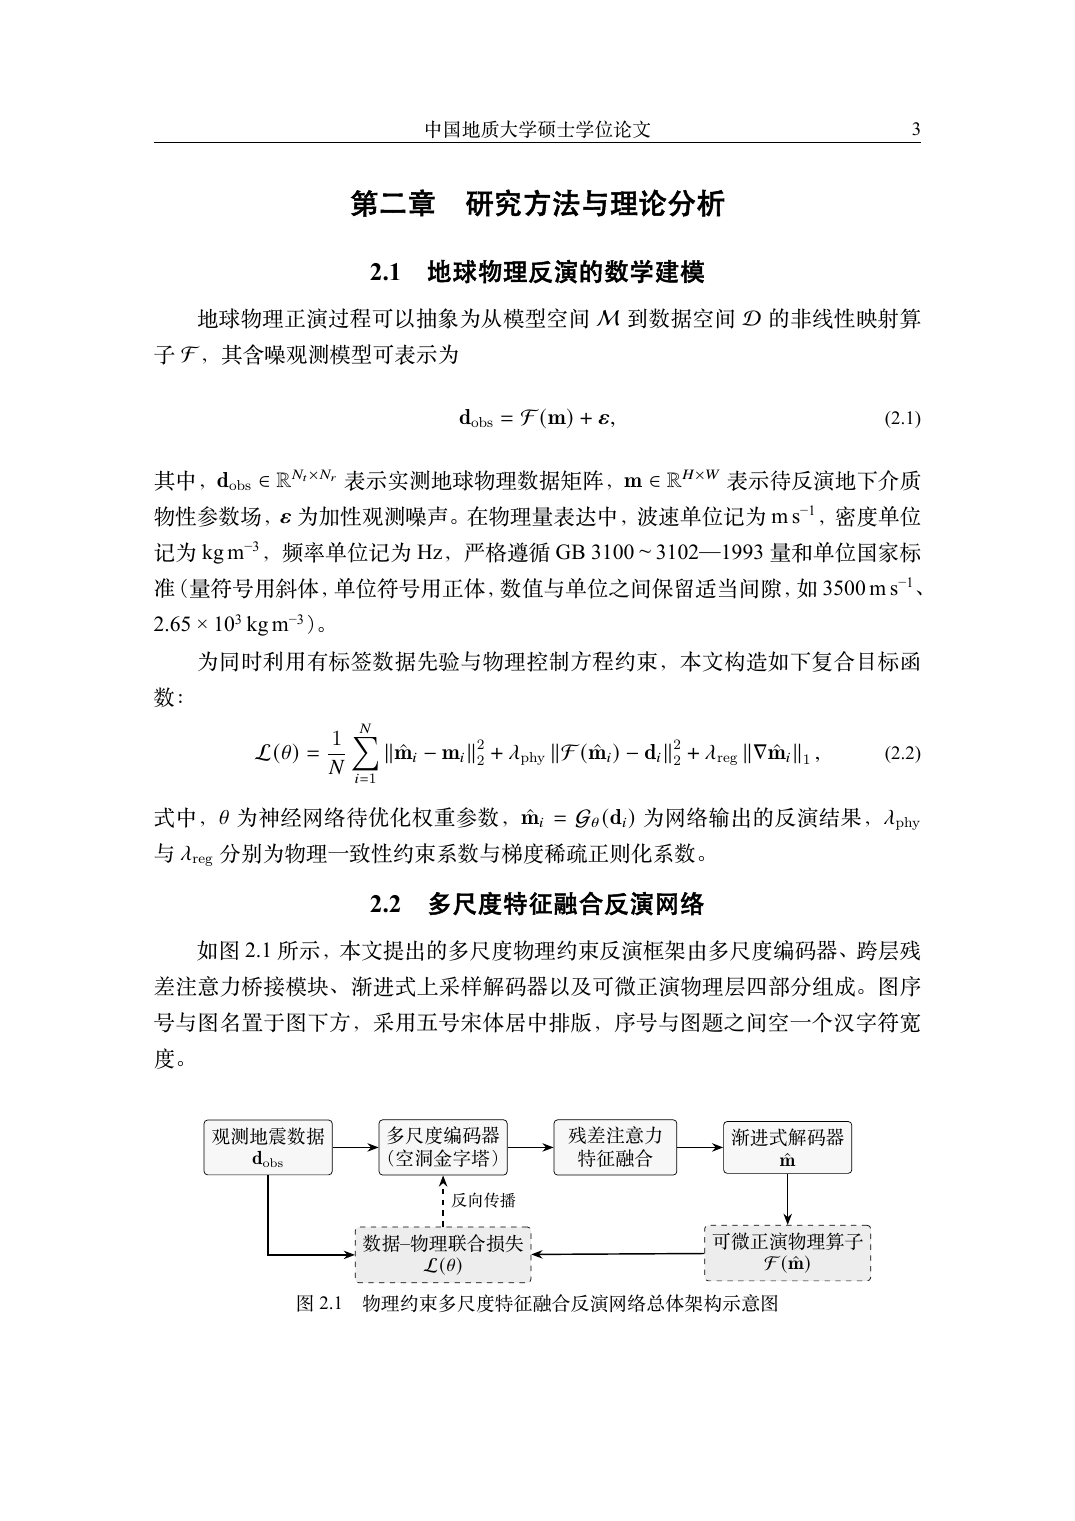 中国地质大学硕士学位论文 3
第二章 研究方法与理论分析
2.1 地球物理反演的数学建模
地球物理正演过程可以抽象为从模型空间 ℳ 到数据空间 𝒟 的非线性映射算
子 ℱ，其含噪观测模型可表示为
d_obs = ℱ(m) + ε, (2.1)
其中，d_obs ∈ ℝ^{N_t×N_r} 表示实测地球物理数据矩阵，m ∈ ℝ^{H×W} 表示待反演地下介质
物性参数场，ε 为加性观测噪声。在物理量表达中，波速单位记为 m s⁻¹，密度单位
记为 kg m⁻³，频率单位记为 Hz，严格遵循 GB 3100 ~ 3102—1993 量和单位国家标
准（量符号用斜体，单位符号用正体，数值与单位之间保留适当间隙，如 3500 m s⁻¹、
2.65 × 10³ kg m⁻³）。
为同时利用有标签数据先验与物理控制方程约束，本文构造如下复合目标函
数：
ℒ(θ) = \frac{1}{N} \sum_{i=1}^{N} ‖m̂_i − m_i‖_2^2 + λ_phy ‖ℱ(m̂_i) − d_i‖_2^2 + λ_reg ‖∇m̂_i‖_1 , (2.2)
式中，θ 为神经网络待优化权重参数，m̂_i = 𝒢_θ(d_i) 为网络输出的反演结果，λ_phy
与 λ_reg 分别为物理一致性约束系数与梯度稀疏正则化系数。
2.2 多尺度特征融合反演网络
如图 2.1 所示，本文提出的多尺度物理约束反演框架由多尺度编码器、跨层残
差注意力桥接模块、渐进式上采样解码器以及可微正演物理层四部分组成。图序
号与图名置于图下方，采用五号宋体居中排版，序号与图题之间空一个汉字符宽
度。
观测地震数据
d_obs
多尺度编码器
（空洞金字塔）
残差注意力
特征融合
渐进式解码器
m̂
反向传播
数据–物理联合损失
ℒ(θ)
可微正演物理算子
ℱ(m̂)
图 2.1 物理约束多尺度特征融合反演网络总体架构示意图